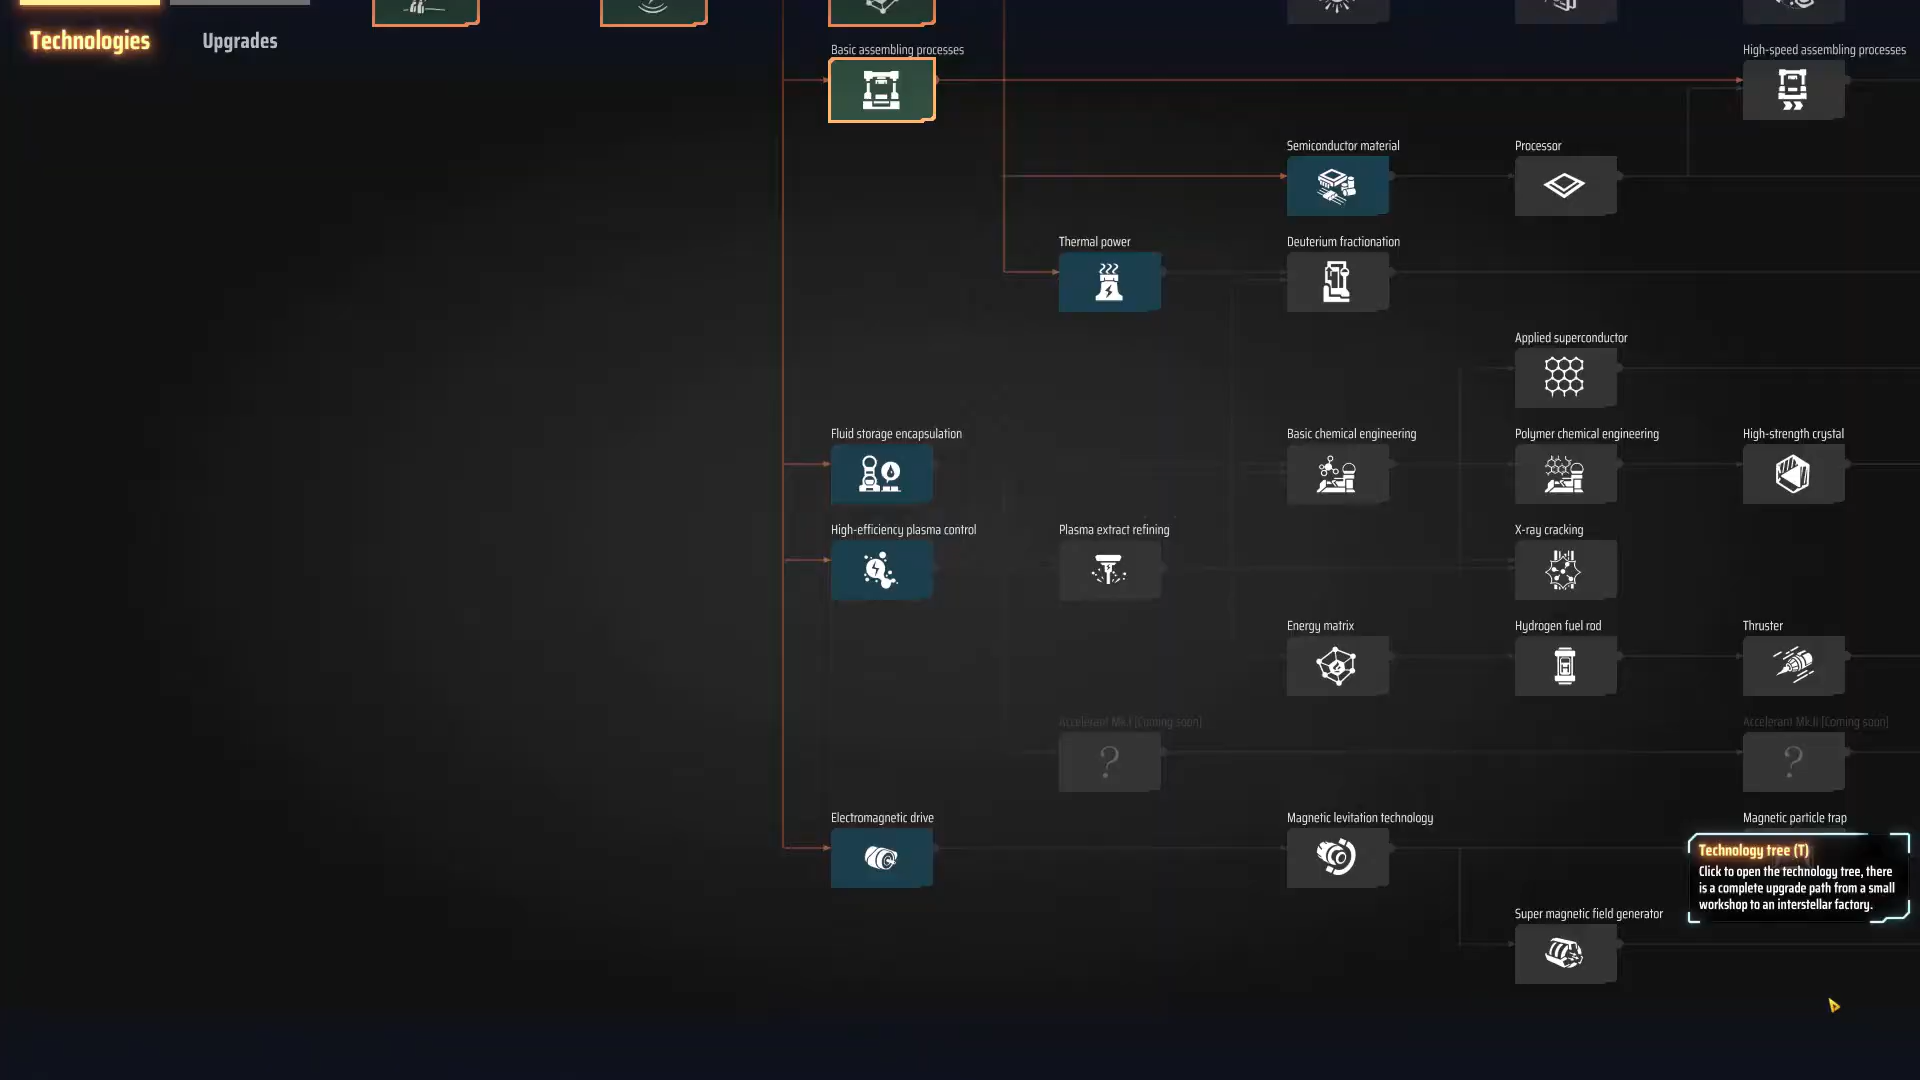 Technologies
Upgrades
Basic assembling processes
High-speed assembling processes
Semiconductor material
Processor
Thermal power
Deuterium fractionation
Applied superconductor
Fluid storage encapsulation
Basic chemical engineering
Polymer chemical engineering
High-strength crystal
High-efficiency plasma control
Plasma extract refining
X-ray cracking
Energy matrix
Hydrogen fuel rod
Thruster
Accelerant Mk.I [Coming soon]
?
Accelerant Mk.II [Coming soon]
?
Electromagnetic drive
Magnetic levitation technology
Magnetic particle trap
Technology tree (T)
Click to open the technology tree, there
is a complete upgrade path from a small
workshop to an interstellar factory.
Super magnetic field generator